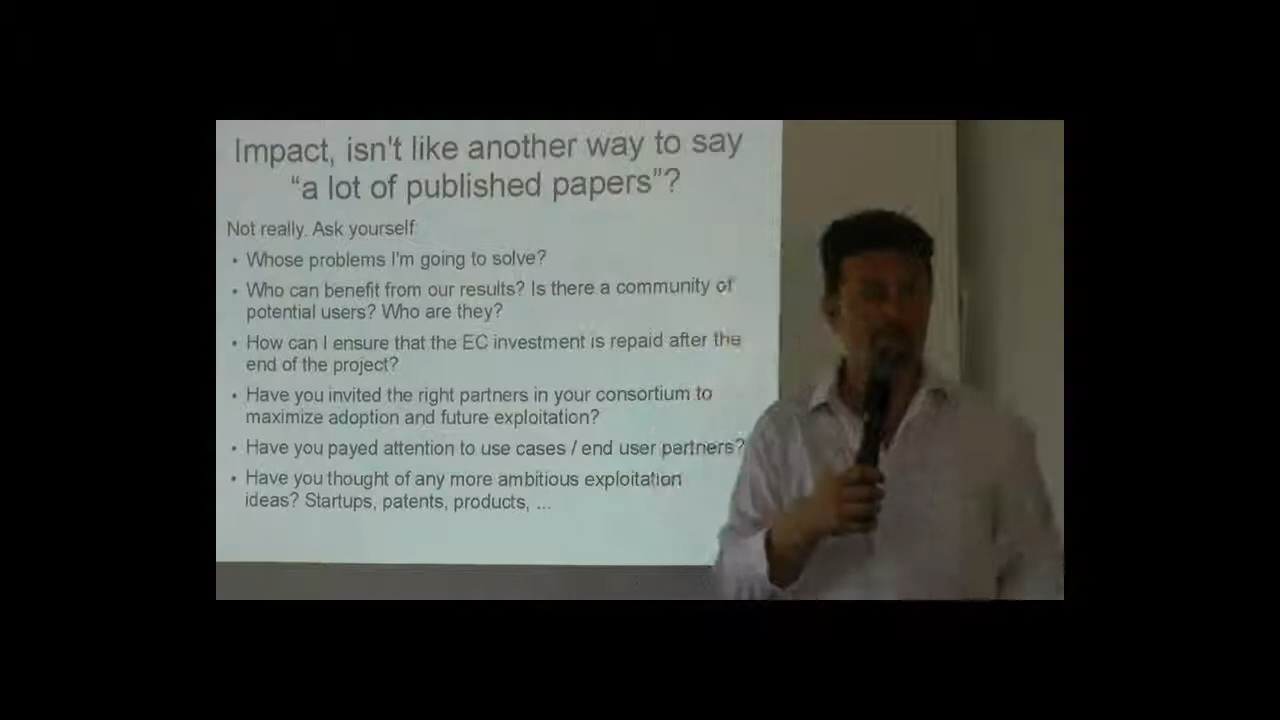 Impact, isn't like another way to say
“a lot of published papers”?
Not really. Ask yourself:
• Whose problems I'm going to solve?
• Who can benefit from our results? Is there a community of
potential users? Who are they?
• How can I ensure that the EC investment is repaid after the
end of the project?
• Have you invited the right partners in your consortium to
maximize adoption and future exploitation?
• Have you payed attention to use cases / end user partners?
• Have you thought of any more ambitious exploitation
ideas? Startups, patents, products, ...